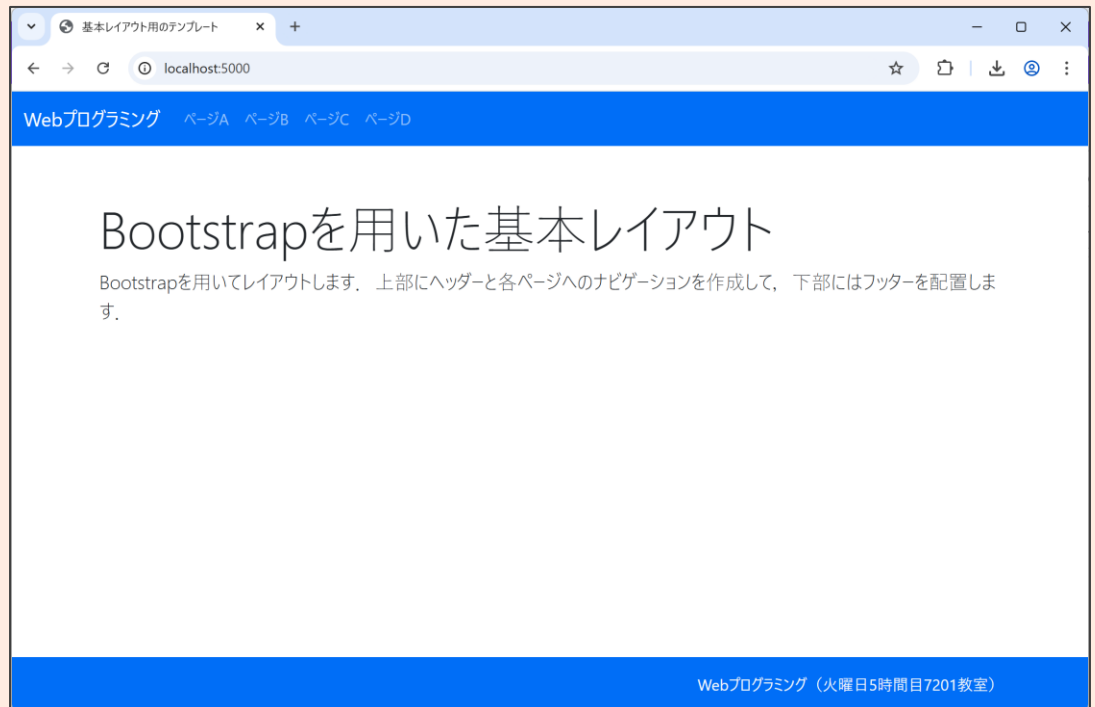 基本レイアウト用のテンプレート
localhost:5000
Webプログラミング ページA ページB ページC ページD
Bootstrapを用いた基本レイアウト
Bootstrapを用いてレイアウトします． 上部にヘッダーと各ページへのナビゲーションを作成して，下部にはフッターを配置しま
す．
Webプログラミング（火曜日5時間目7201教室）